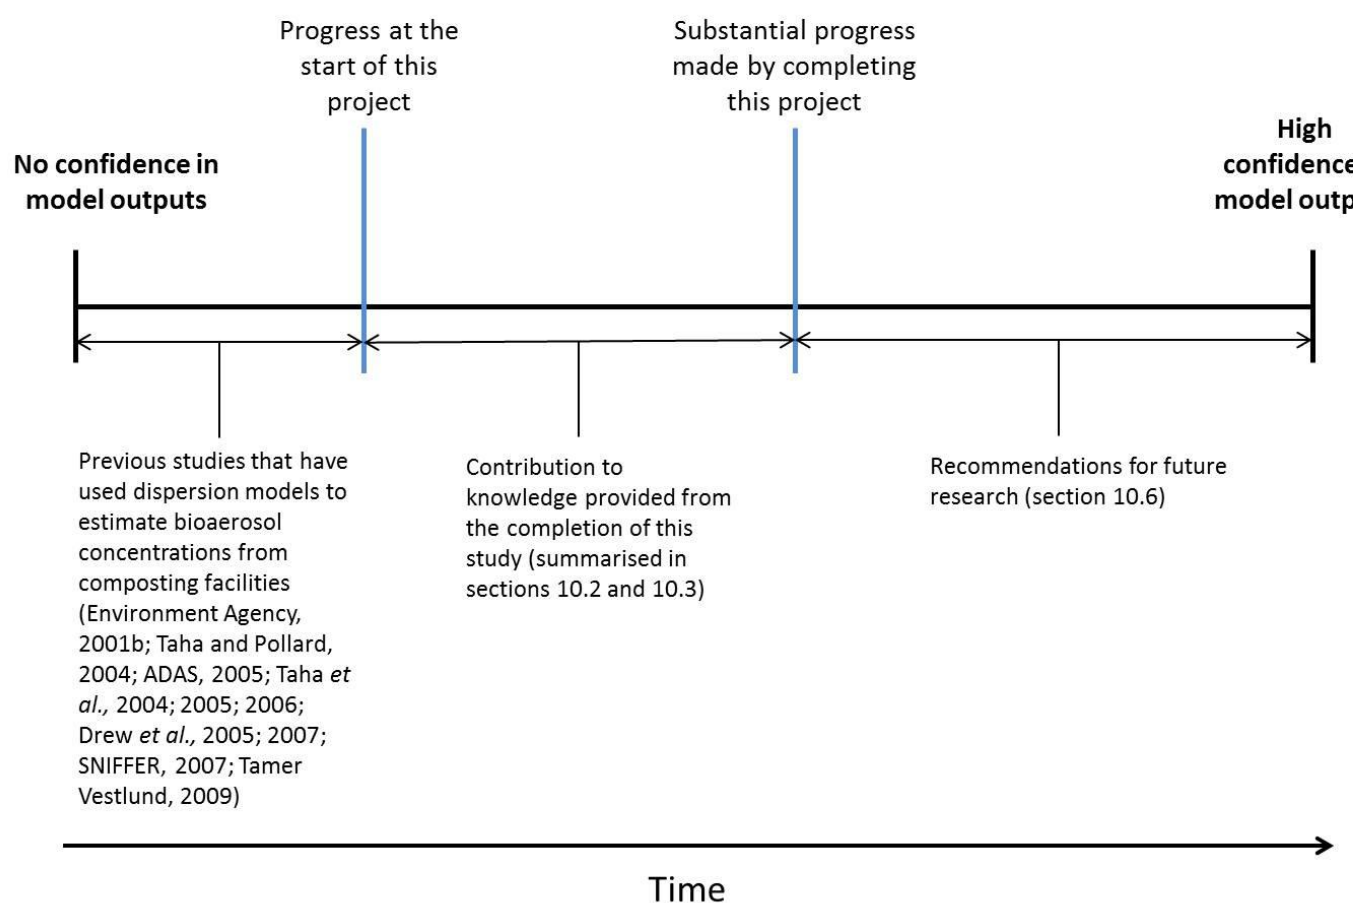 Progress at the
start of this
project
Substantial progress
made by completing
this project
No confidence in
model outputs
High
confidence
model outp
Previous studies that have
used dispersion models to
estimate bioaerosol
concentrations from
composting facilities
(Environment Agency,
2001b; Taha and Pollard,
2004; ADAS, 2005; Taha et
al., 2004; 2005; 2006;
Drew et al., 2005; 2007;
SNIFFER, 2007; Tamer
Vestlund, 2009)
Contribution to
knowledge provided from
the completion of this
study (summarised in
sections 10.2 and 10.3)
Recommendations for future
research (section 10.6)
Time